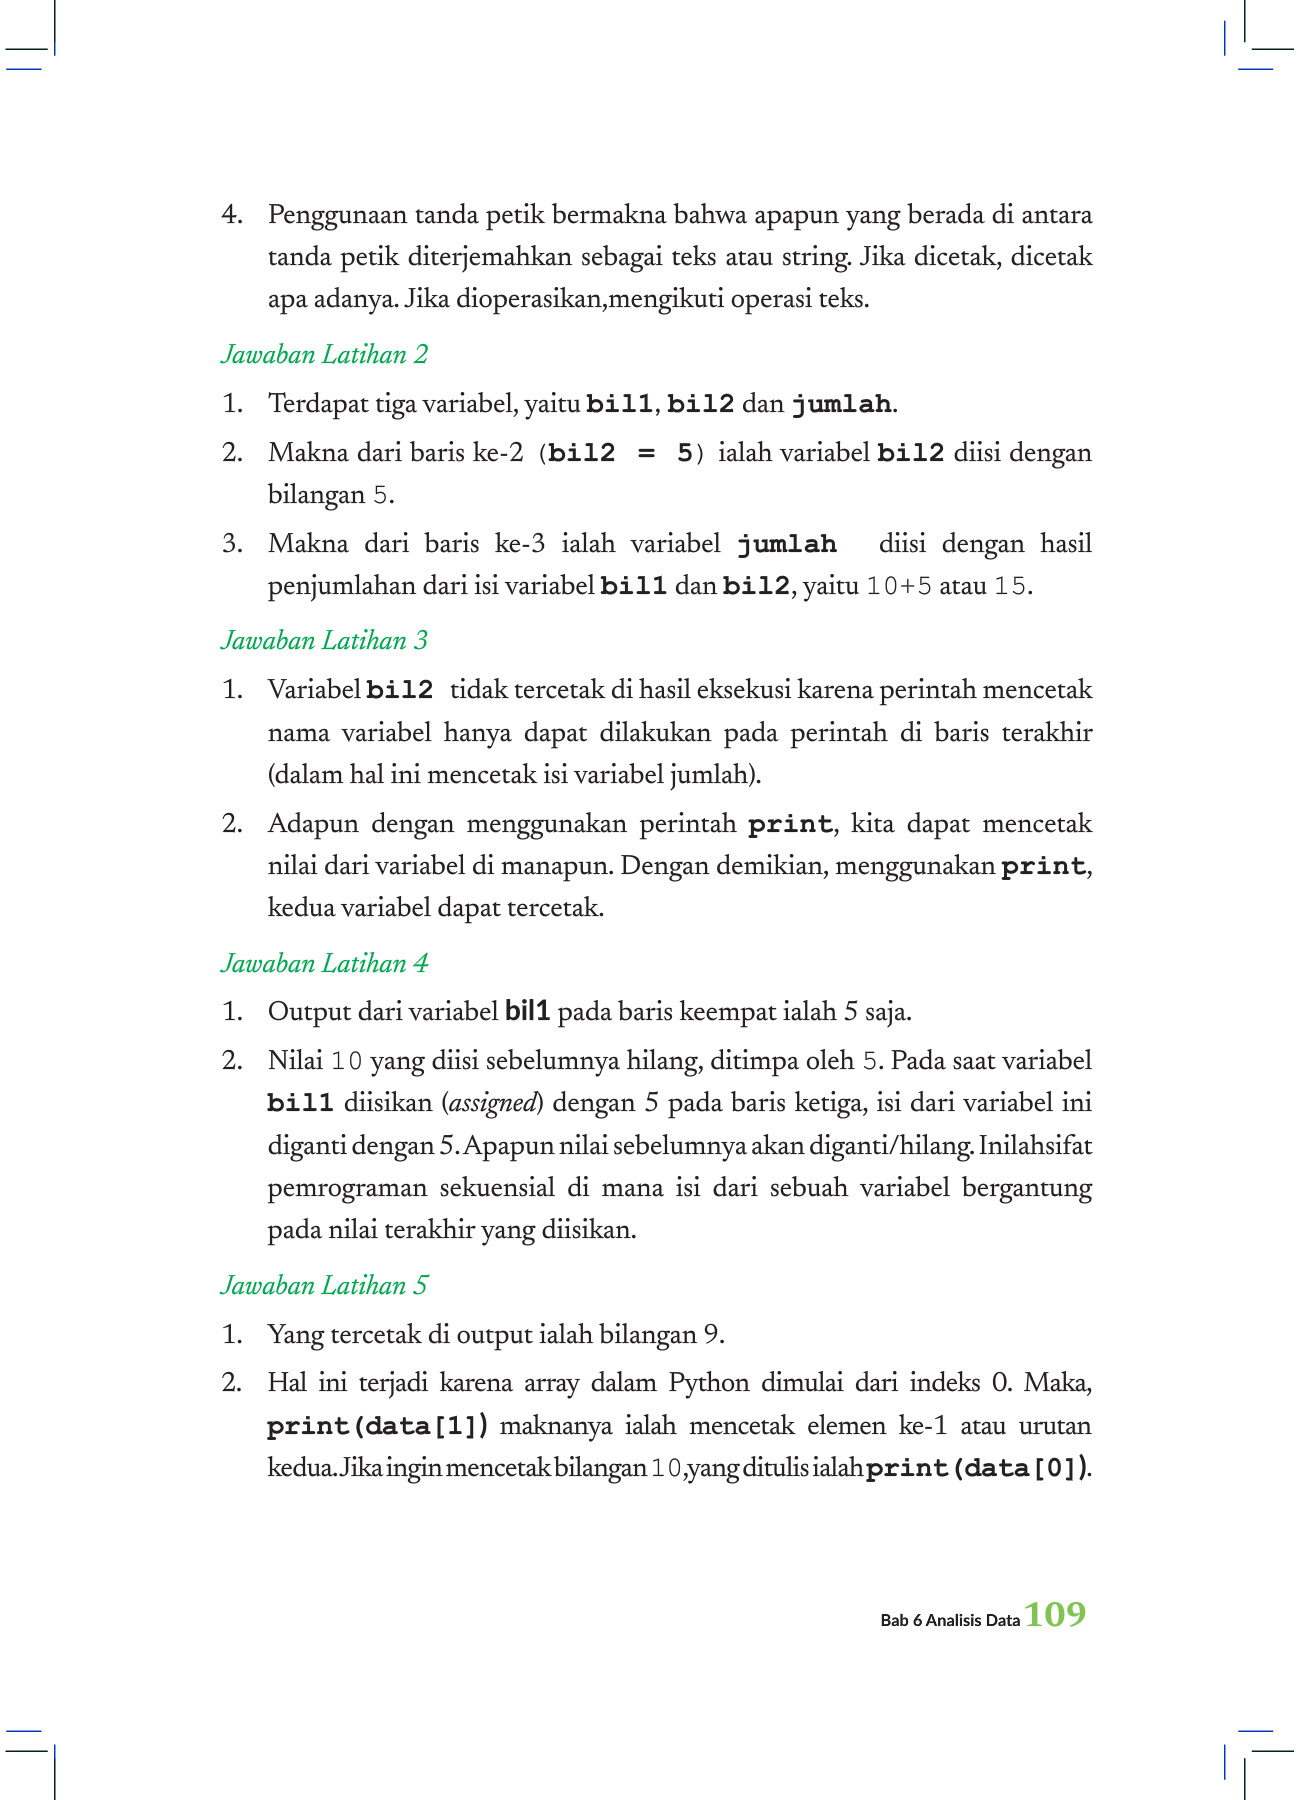 4. Penggunaan tanda petik bermakna bahwa apapun yang berada di antara
tanda petik diterjemahkan sebagai teks atau string. Jika dicetak, dicetak
apa adanya. Jika dioperasikan,mengikuti operasi teks.
Jawaban Latihan 2
1. Terdapat tiga variabel, yaitu bil1, bil2 dan jumlah.
2. Makna dari baris ke-2 (bil2 = 5) ialah variabel bil2 diisi dengan
bilangan 5.
3. Makna dari baris ke-3 ialah variabel jumlah diisi dengan hasil
penjumlahan dari isi variabel bil1 dan bil2, yaitu 10+5 atau 15.
Jawaban Latihan 3
1. Variabel bil2 tidak tercetak di hasil eksekusi karena perintah mencetak
nama variabel hanya dapat dilakukan pada perintah di baris terakhir
(dalam hal ini mencetak isi variabel jumlah).
2. Adapun dengan menggunakan perintah print, kita dapat mencetak
nilai dari variabel di manapun. Dengan demikian, menggunakan print,
kedua variabel dapat tercetak.
Jawaban Latihan 4
1. Output dari variabel bil1 pada baris keempat ialah 5 saja.
2. Nilai 10 yang diisi sebelumnya hilang, ditimpa oleh 5. Pada saat variabel
bil1 diisikan (assigned) dengan 5 pada baris ketiga, isi dari variabel ini
diganti dengan 5. Apapun nilai sebelumnya akan diganti/hilang. Inilahsifat
pemrograman sekuensial di mana isi dari sebuah variabel bergantung
pada nilai terakhir yang diisikan.
Jawaban Latihan 5
1. Yang tercetak di output ialah bilangan 9.
2. Hal ini terjadi karena array dalam Python dimulai dari indeks 0. Maka,
print(data[1]) maknanya ialah mencetak elemen ke-1 atau urutan
kedua. Jika ingin mencetak bilangan 10, yang ditulis ialah print(data[0]).
Bab 6 Analisis Data 109